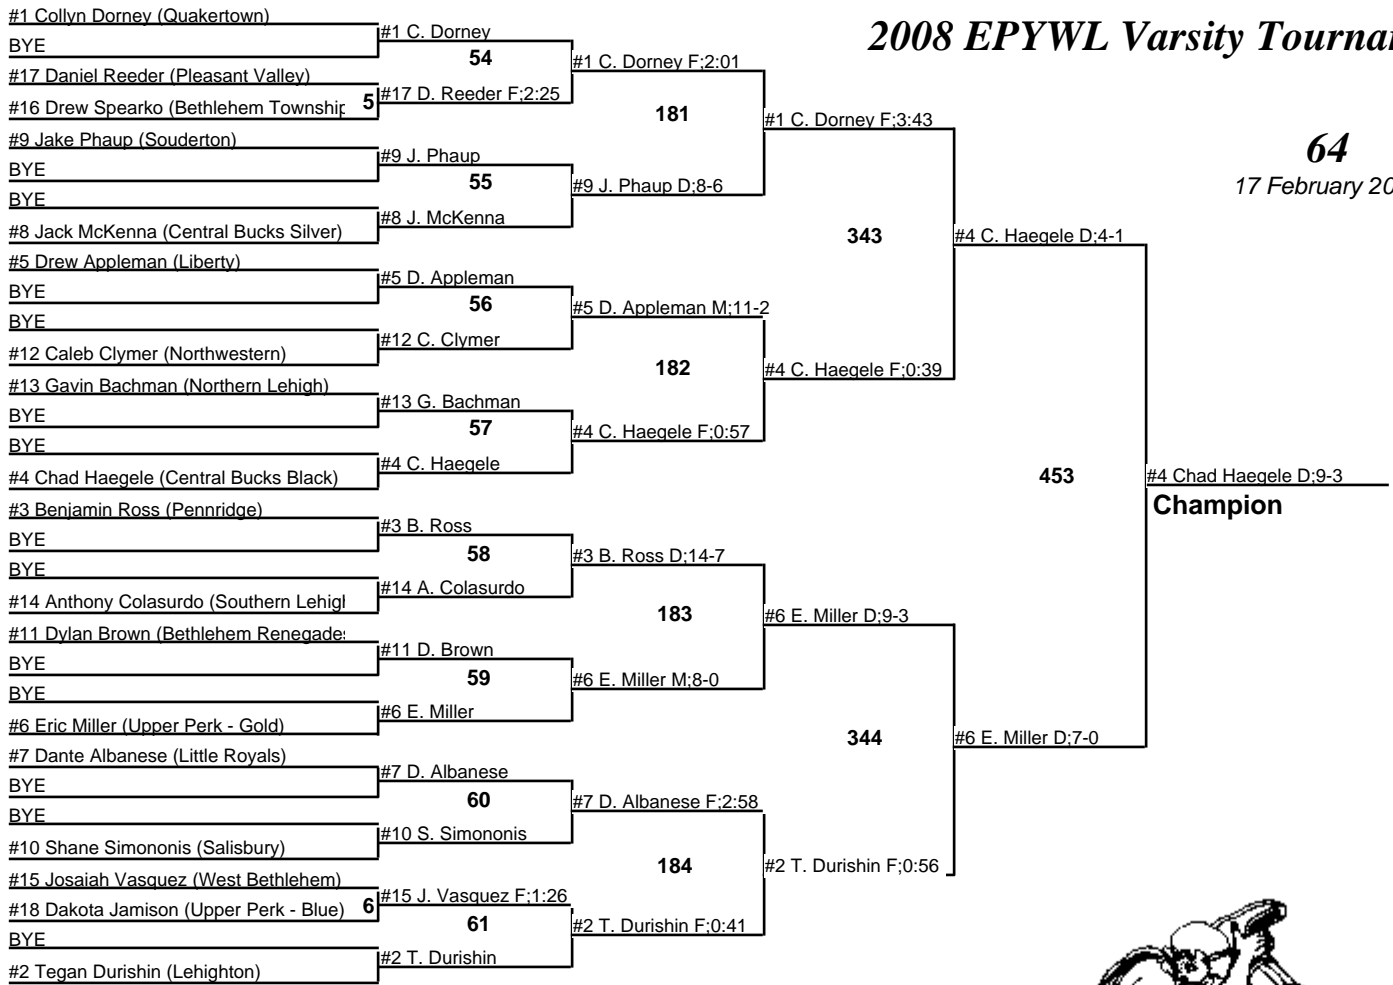 #1 Collyn Dorney (Quakertown)
BYE
#17 Daniel Reeder (Pleasant Valley)
#16 Drew Spearko (Bethlehem Township
#9 Jake Phaup (Souderton)
BYE
BYE
#8 Jack McKenna (Central Bucks Silver)
#5 Drew Appleman (Liberty)
BYE
BYE
#12 Caleb Clymer (Northwestern)
#13 Gavin Bachman (Northern Lehigh)
BYE
BYE
#4 Chad Haegele (Central Bucks Black)
#3 Benjamin Ross (Pennridge)
BYE
BYE
#14 Anthony Colasurdo (Southern Lehigh
#11 Dylan Brown (Bethlehem Renegades
BYE
BYE
#6 Eric Miller (Upper Perk - Gold)
#7 Dante Albanese (Little Royals)
BYE
BYE
#10 Shane Simononis (Salisbury)
#15 Josaiah Vasquez (West Bethlehem)
#18 Dakota Jamison (Upper Perk - Blue)
BYE
#2 Tegan Durishin (Lehighton)
5
6
#1 C. Dorney
54
#17 D. Reeder F;2:25
#9 J. Phaup
55
#8 J. McKenna
#5 D. Appleman
56
#12 C. Clymer
#13 G. Bachman
57
#4 C. Haegele
#3 B. Ross
58
#14 A. Colasurdo
#11 D. Brown
59
#6 E. Miller
#7 D. Albanese
60
#10 S. Simononis
#15 J. Vasquez F;1:26
61
#2 T. Durishin
#1 C. Dorney F;2:01
181
#9 J. Phaup D;8-6
#5 D. Appleman M;11-2
182
#4 C. Haegele F;0:57
#3 B. Ross D;14-7
183
#6 E. Miller M;8-0
#7 D. Albanese F;2:58
184
#2 T. Durishin F;0:41
#1 C. Dorney F;3:43
343
#4 C. Haegele F;0:39
#6 E. Miller D;9-3
344
#2 T. Durishin F;0:56
#4 C. Haegele D;4-1
453
#6 E. Miller D;7-0
#4 Chad Haegele D;9-3
Champion
2008 EPYWL Varsity Tourna
64
17 February 20